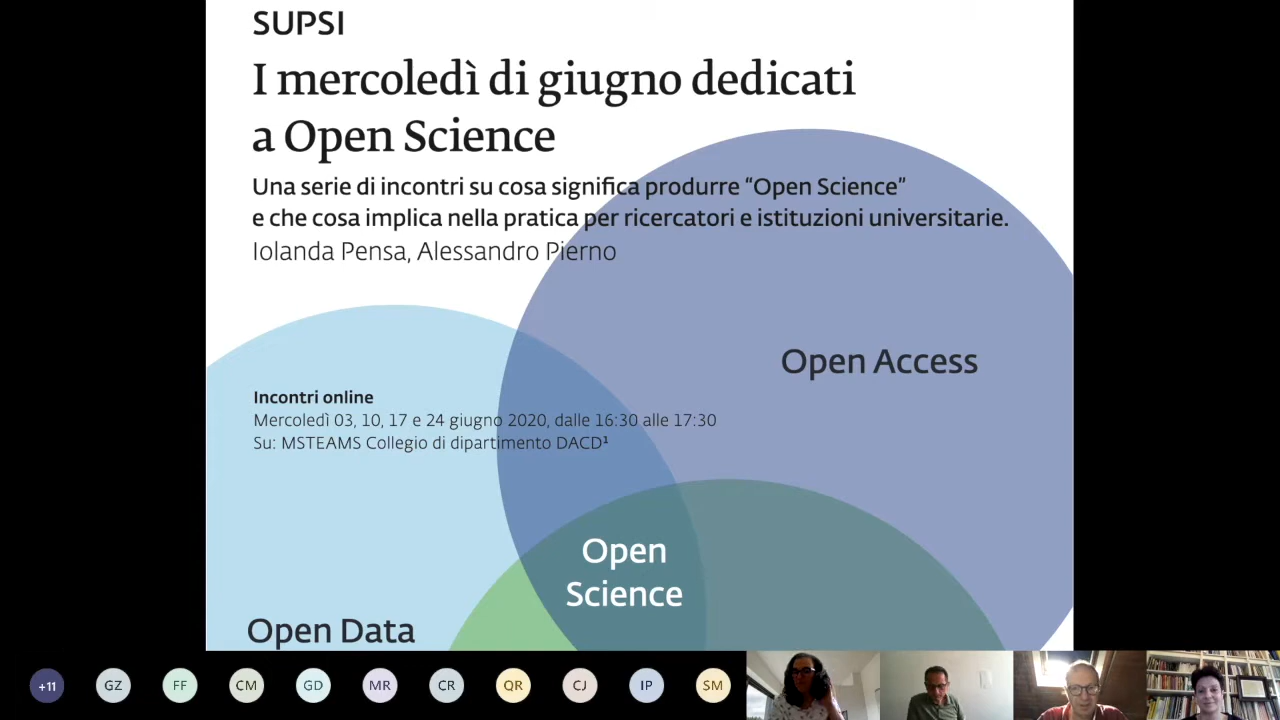 SUPSI
I mercoledì di giugno dedicati
a Open Science
Una serie di incontri su cosa significa produrre “Open Science”
e che cosa implica nella pratica per ricercatori e istituzioni universitarie.
Iolanda Pensa, Alessandro Pierno
Open Access
Incontri online
Mercoledì 03, 10, 17 e 24 giugno 2020, dalle 16:30 alle 17:30
Su: MSTEAMS Collegio di dipartimento DACD¹
Open
Science
Open Data
+11 GZ FF CM GD MR CR QR CJ IP SM